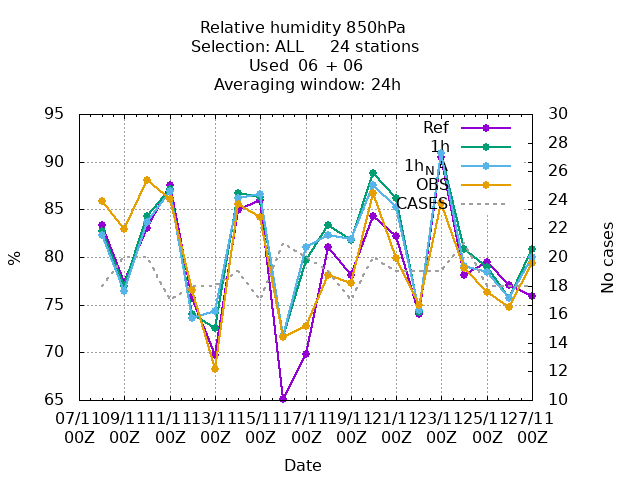 Relative humidity 850hPa
Selection: ALL 24 stations
Used 06 + 06
Averaging window: 24h
95
90
85
80
75
70
65
%
30
28
26
24
22
20
18
16
14
12
10
No cases
Ref
1h
1h_N
OBS
CASES
07/11 09/11 11/11 13/11 15/11 17/11 19/11 21/11 23/11 25/11 27/11
00Z 00Z 00Z 00Z 00Z 00Z 00Z 00Z 00Z 00Z 00Z
Date